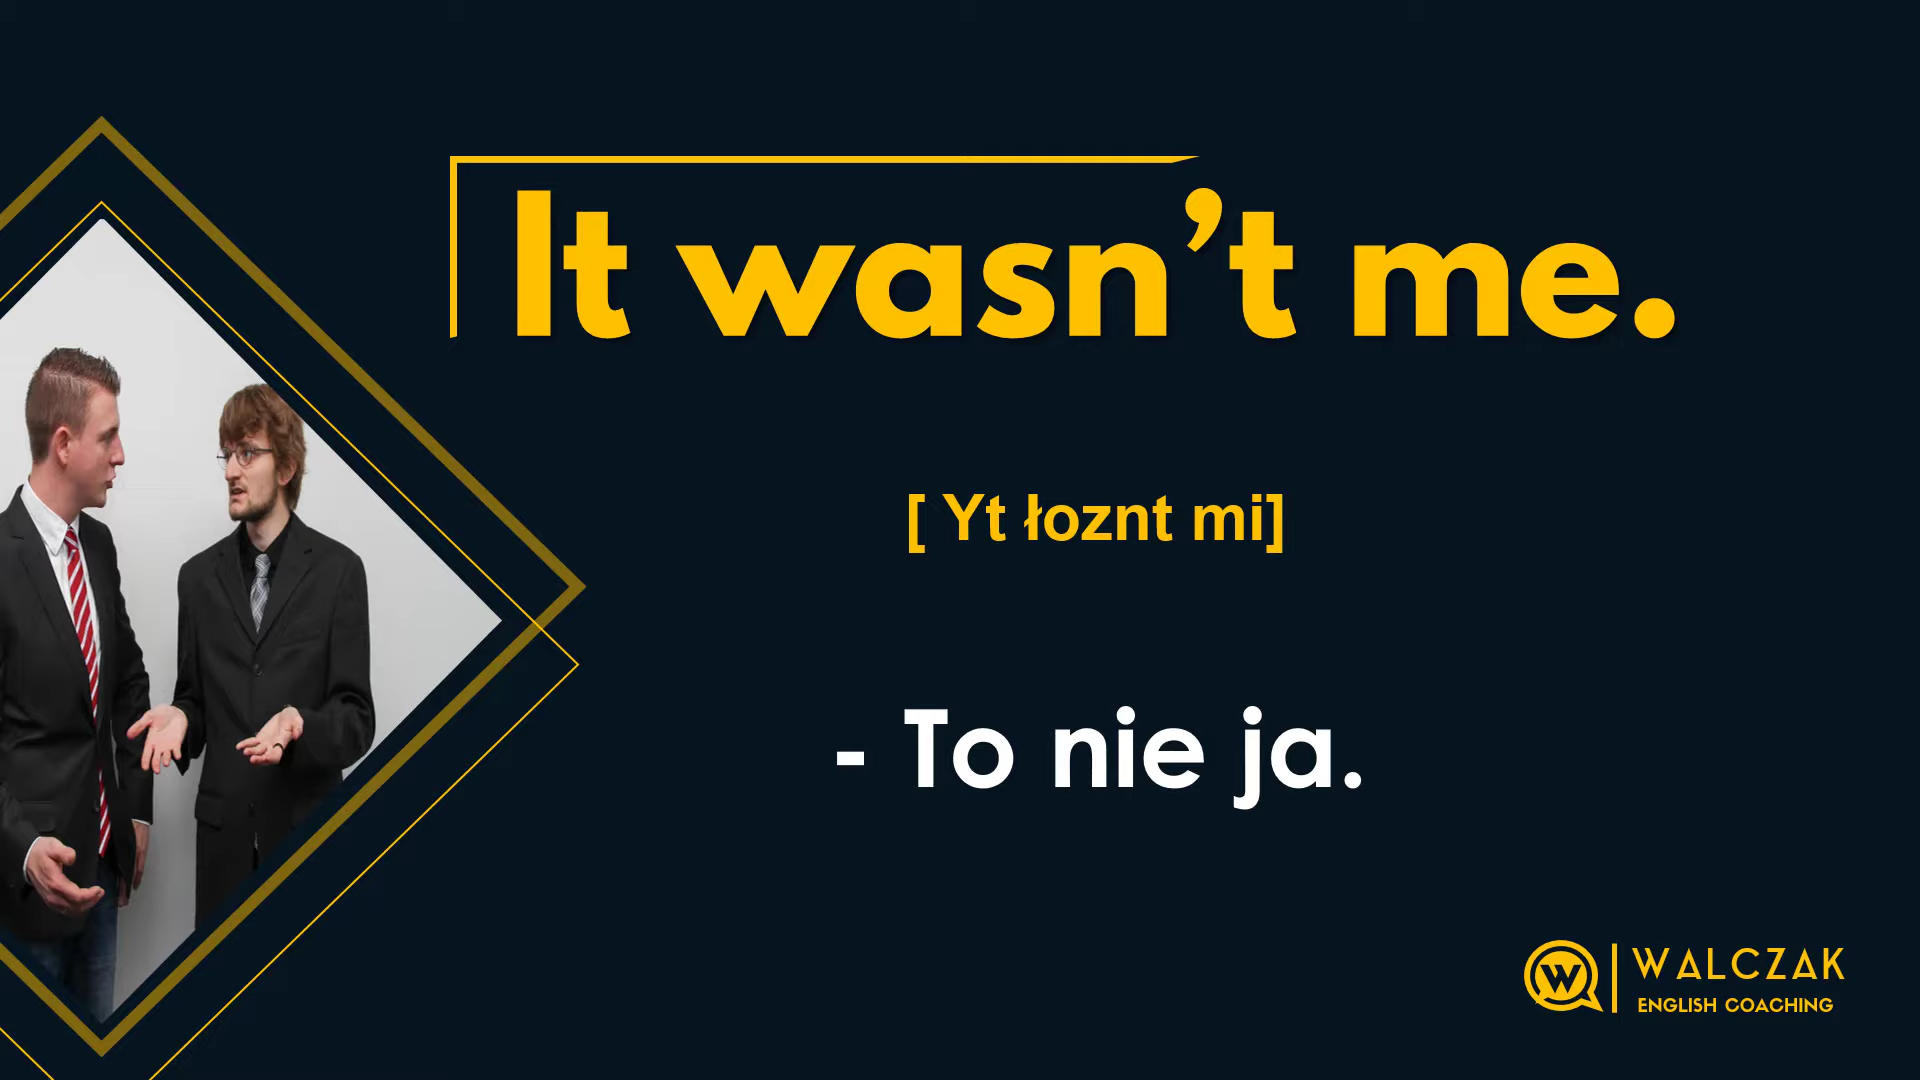 It wasn’t me.
[ Yt łoznt mi]
- To nie ja.
W
WALCZAK
ENGLISH COACHING